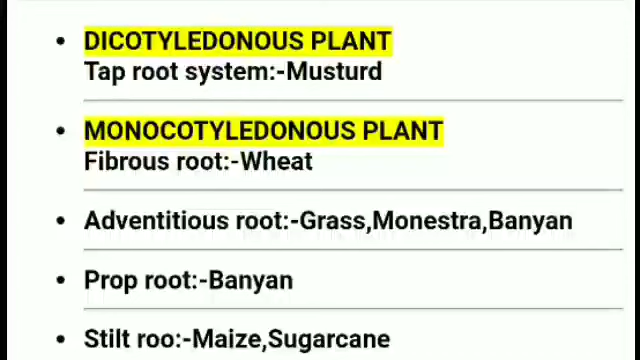 DICOTYLEDONOUS PLANT
Tap root system:-Musturd
MONOCOTYLEDONOUS PLANT
Fibrous root:-Wheat
Adventitious root:-Grass,Monestra,Banyan
Prop root:-Banyan
Stilt roo:-Maize,Sugarcane